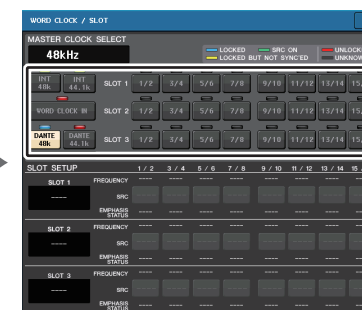 WORD CLOCK / SLOT
MASTER CLOCK SELECT
48kHz
LOCKED SRC ON
LOCKED BUT NOT SYNC'ED
INT 48k INT 44.1k SLOT 1 1/2 3/4 5/6 7/8 9/10 11/12 13/14 15/
WORD CLOCK IN SLOT 2 1/2 3/4 5/6 7/8 9/10 11/12 13/14 15/
DANTE 48k DANTE 44.1k SLOT 3 1/2 3/4 5/6 7/8 9/10 11/12 13/14 15/
SLOT SETUP 1 / 2 3 / 4 5 / 6 7 / 8 9 / 10 11 / 12 13 / 14 15 /
SLOT 1 FREQUENCY ---- ---- ---- ---- ---- ---- ---- ----
---- SRC ---- ---- ---- ---- ---- ---- ---- ----
EMPHASIS STATUS ---- ---- ---- ---- ---- ---- ---- ----
SLOT 2 FREQUENCY ---- ---- ---- ---- ---- ---- ---- ----
---- SRC ---- ---- ---- ---- ---- ---- ---- ----
EMPHASIS STATUS ---- ---- ---- ---- ---- ---- ---- ----
SLOT 3 FREQUENCY ---- ---- ---- ---- ---- ---- ---- ----
---- SRC ---- ---- ---- ---- ---- ---- ---- ----
EMPHASIS STATUS ---- ---- ---- ---- ---- ---- ---- ----